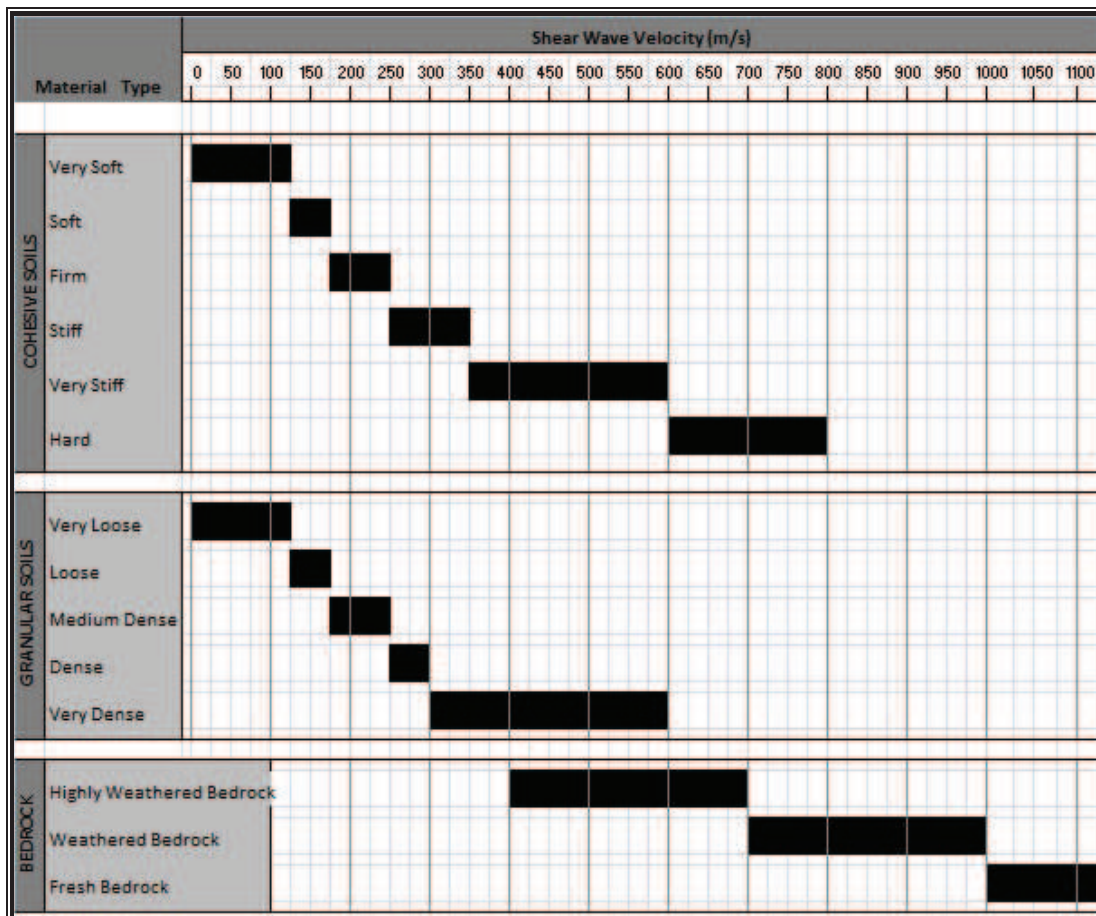 Shear Wave Velocity (m/s)
Material Type
0 50 100 150 200 250 300 350 400 450 500 550 600 650 700 750 800 850 900 950 1000 1050 1100
COHESIVE SOILS
Very Soft
Soft
Firm
Stiff
Very Stiff
Hard
GRANULAR SOILS
Very Loose
Loose
Medium Dense
Dense
Very Dense
BEDROCK
Highly Weathered Bedrock
Weathered Bedrock
Fresh Bedrock